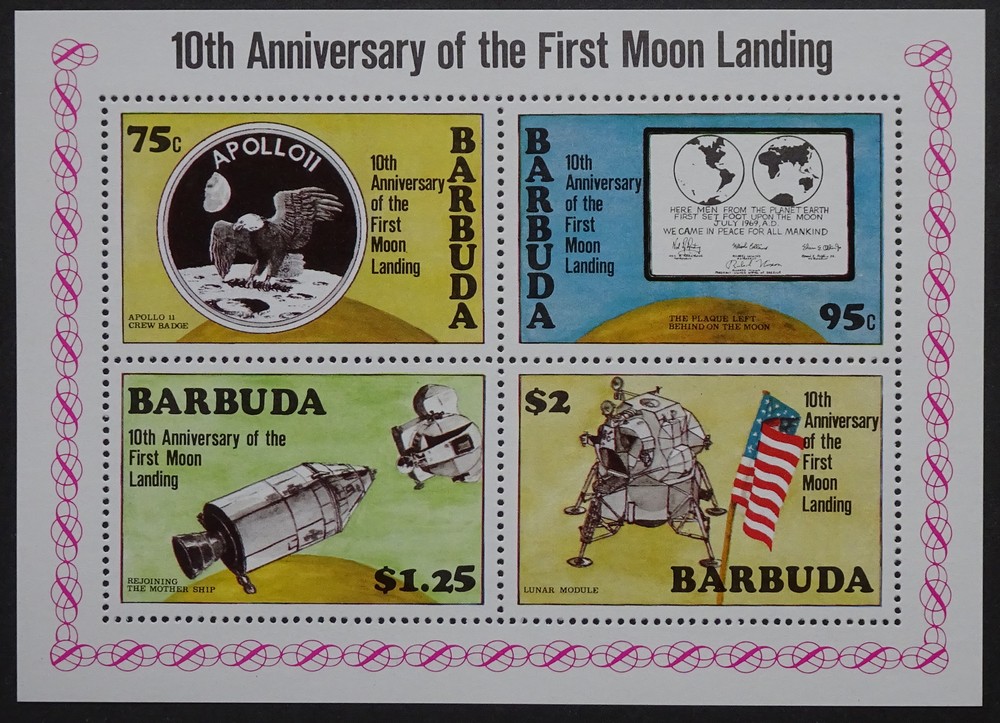 10th Anniversary of the First Moon Landing
75c
APOLLO 11
10th
Anniversary
of the
First
Moon
Landing
BARBUDA
APOLLO 11
CREW BADGE
BARBUDA
10th
Anniversary
of the
First
Moon
Landing
HERE MEN FROM THE PLANET EARTH
FIRST SET FOOT UPON THE MOON
JULY 1969, A.D.
WE CAME IN PEACE FOR ALL MANKIND
THE PLAQUE LEFT
BEHIND ON THE MOON
95c
BARBUDA
10th Anniversary of the
First Moon
Landing
REJOINING
THE MOTHER SHIP
$1.25
$2
10th
Anniversary
of the
First
Moon
Landing
LUNAR MODULE
BARBUDA